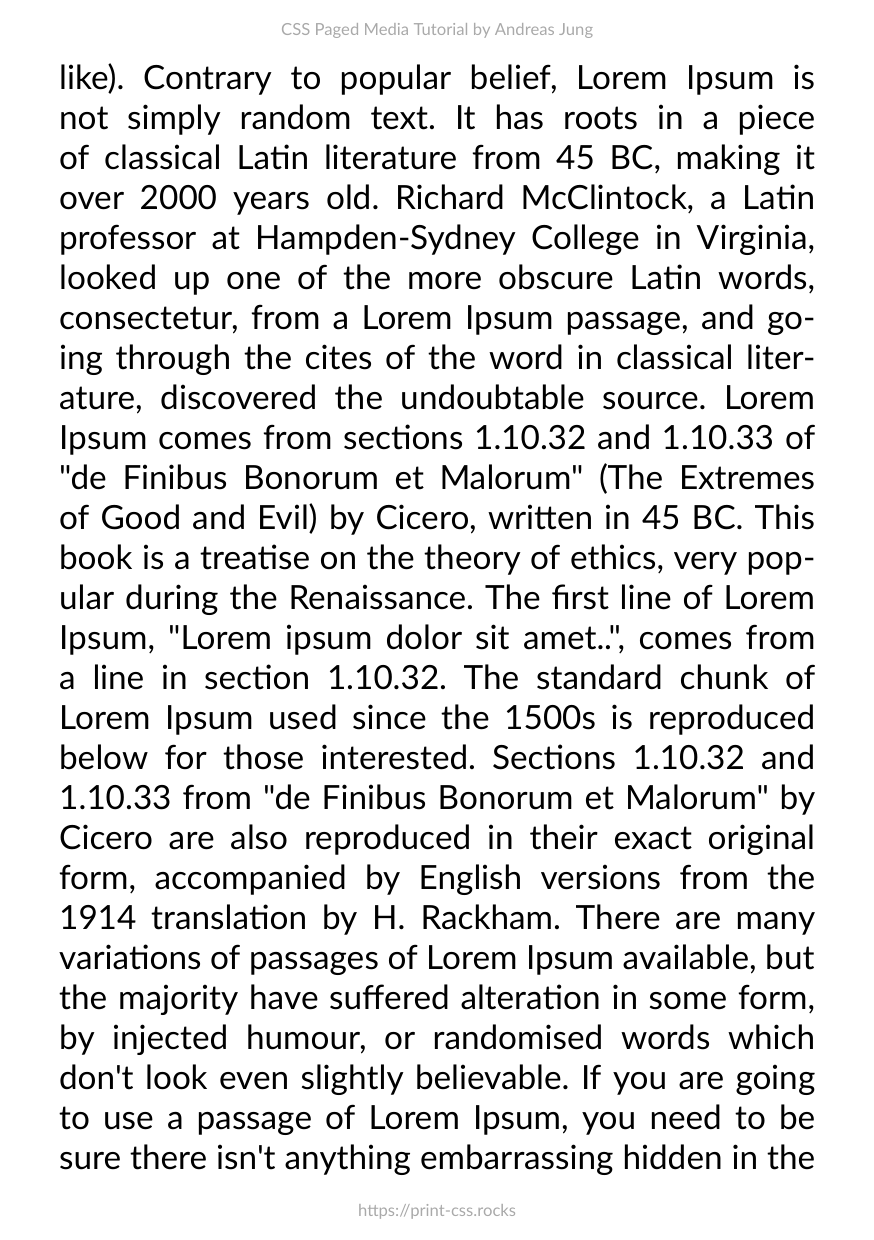 CSS Paged Media Tutorial by Andreas Jung
like). Contrary to popular belief, Lorem Ipsum is
not simply random text. It has roots in a piece
of classical Latin literature from 45 BC, making it
over 2000 years old. Richard McClintock, a Latin
professor at Hampden-Sydney College in Virginia,
looked up one of the more obscure Latin words,
consectetur, from a Lorem Ipsum passage, and go-
ing through the cites of the word in classical liter-
ature, discovered the undoubtable source. Lorem
Ipsum comes from sections 1.10.32 and 1.10.33 of
"de Finibus Bonorum et Malorum" (The Extremes
of Good and Evil) by Cicero, written in 45 BC. This
book is a treatise on the theory of ethics, very pop-
ular during the Renaissance. The first line of Lorem
Ipsum, "Lorem ipsum dolor sit amet..", comes from
a line in section 1.10.32. The standard chunk of
Lorem Ipsum used since the 1500s is reproduced
below for those interested. Sections 1.10.32 and
1.10.33 from "de Finibus Bonorum et Malorum" by
Cicero are also reproduced in their exact original
form, accompanied by English versions from the
1914 translation by H. Rackham. There are many
variations of passages of Lorem Ipsum available, but
the majority have suffered alteration in some form,
by injected humour, or randomised words which
don't look even slightly believable. If you are going
to use a passage of Lorem Ipsum, you need to be
sure there isn't anything embarrassing hidden in the
https://print-css.rocks